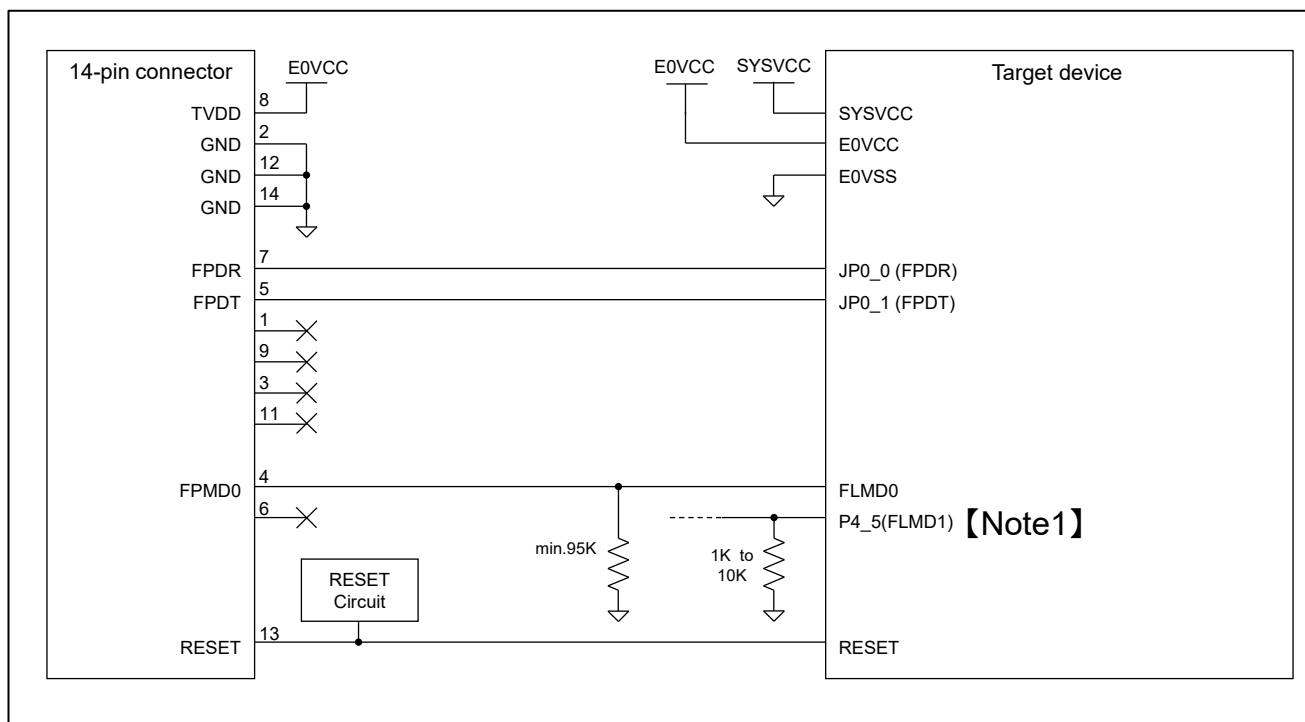 14-pin connector
E0VCC
TVDD
8
GND
2
GND
12
GND
14
FPDR
7
FPDT
5
1
9
3
11
FPMD0
4
6
RESET
13
RESET
Circuit
min.95K
1K to
10K
E0VCC
SYSVCC
Target device
SYSVCC
E0VCC
E0VSS
JP0_0 (FPDR)
JP0_1 (FPDT)
FLMD0
P4_5(FLMD1)【Note1】
RESET